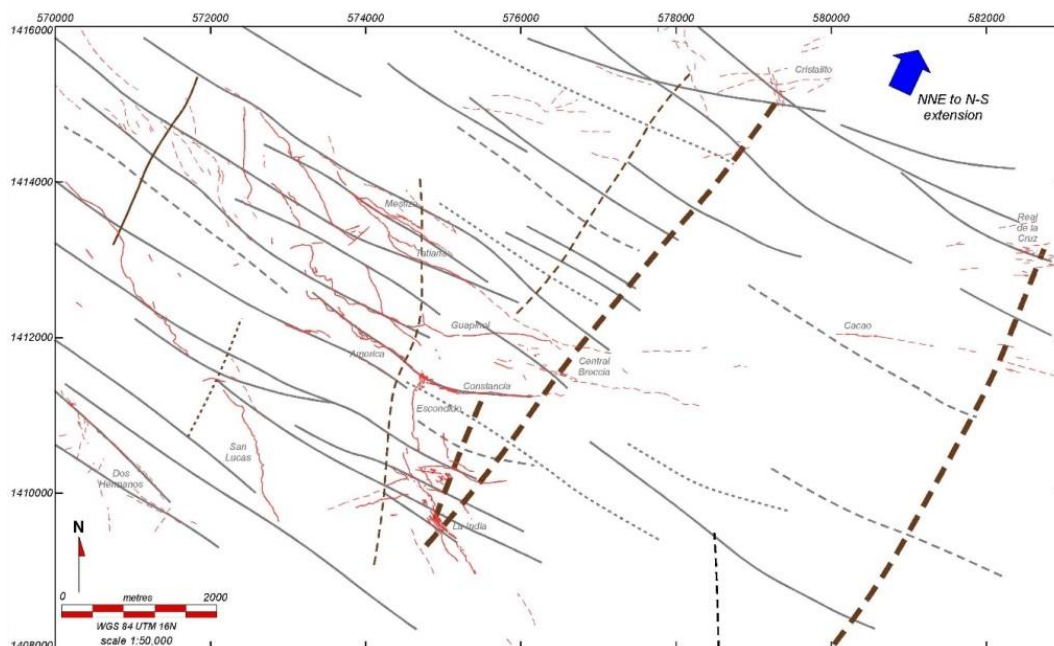 570000
572000
574000
576000
578000
580000
582000
1416000
Cristalito
NNE to N-S
extension
1414000
Mestiza
Tatiana
Real
de la
Cruz
Guapinol
Cacao
1412000
America
Central
Breccia
Constancia
Escondido
San
Lucas
Dos
Hermanos
1410000
La India
N
0 metres 2000
WGS 84 UTM 16N
scale 1:50,000
1408000